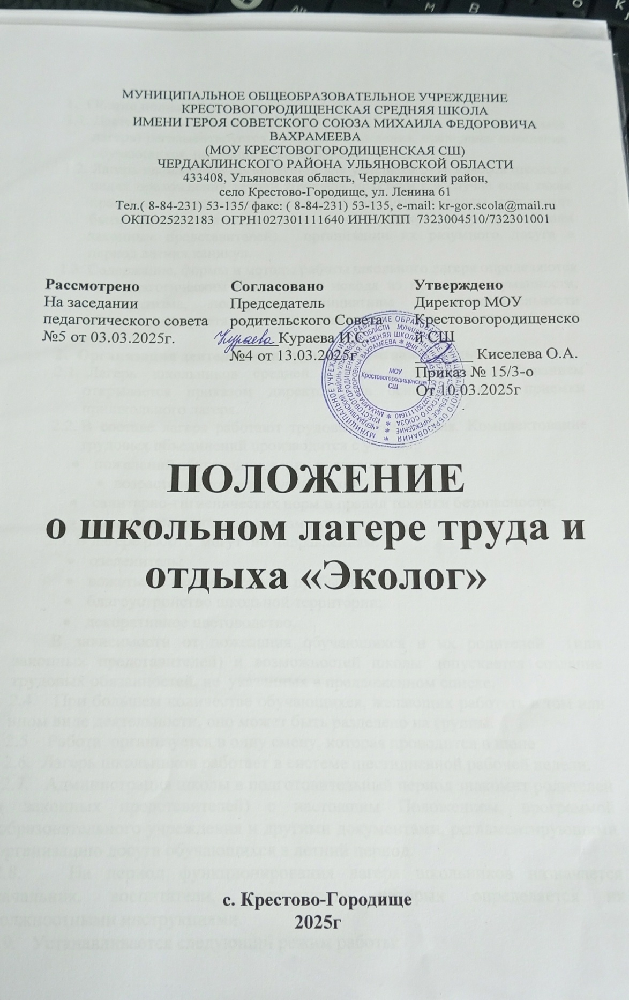 МУНИЦИПАЛЬНОЕ ОБЩЕОБРАЗОВАТЕЛЬНОЕ УЧРЕЖДЕНИЕ
КРЕСТОВОГОРОДИЩЕНСКАЯ СРЕДНЯЯ ШКОЛА
ИМЕНИ ГЕРОЯ СОВЕТСКОГО СОЮЗА МИХАИЛА ФЕДОРОВИЧА
ВАХРАМЕЕВА
(МОУ КРЕСТОВОГОРОДИЩЕНСКАЯ СШ)
ЧЕРДАКЛИНСКОГО РАЙОНА УЛЬЯНОВСКОЙ ОБЛАСТИ
433408, Ульяновская область, Чердаклинский район,
село Крестово-Городище, ул. Ленина 61
Тел.( 8-84-231) 53-135/ факс: ( 8-84-231) 53-135, e-mail: kr-gor.scola@mail.ru
ОКПО25232183 ОГРН1027301111640 ИНН/КПП 7323004510/732301001
Рассмотрено
На заседании
педагогического совета
№5 от 03.03.2025г.
Согласовано
Председатель
родительского Совета
Кураева Кураева И.С.
№4 от 13.03.2025г
Утверждено
Директор МОУ
Крестовогородищенско
й СШ
Киселева О.А.
Приказ № 15/3-о
От 10.03.2025г
МОУ
Крестовогородищенская
СШ
ПОЛОЖЕНИЕ
о школьном лагере труда и
отдыха «Эколог»
с. Крестово-Городище
2025г